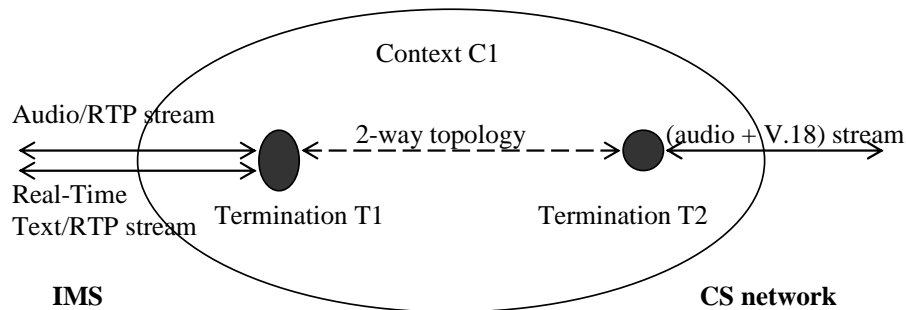 Context C1
Audio/RTP stream
2-way topology
(audio + V.18) stream
Real-Time
Text/RTP stream
Termination T1
Termination T2
IMS
CS network